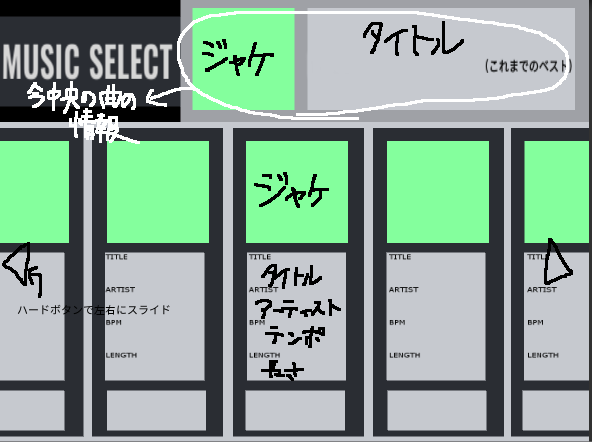 MUSIC SELECT
ジャケ
タイトル
(これまでのベスト)
今中央の曲の
情報
ジャケ
TITLE
TITLE
TITLE
TITLE
タイトル
ARTIST
ARTIST
ARTIST
ARTIST
アーティスト
ハードボタンで左右にスライド
BPM
BPM
BPM
BPM
テンポ
LENGTH
LENGTH
LENGTH
LENGTH
長さ